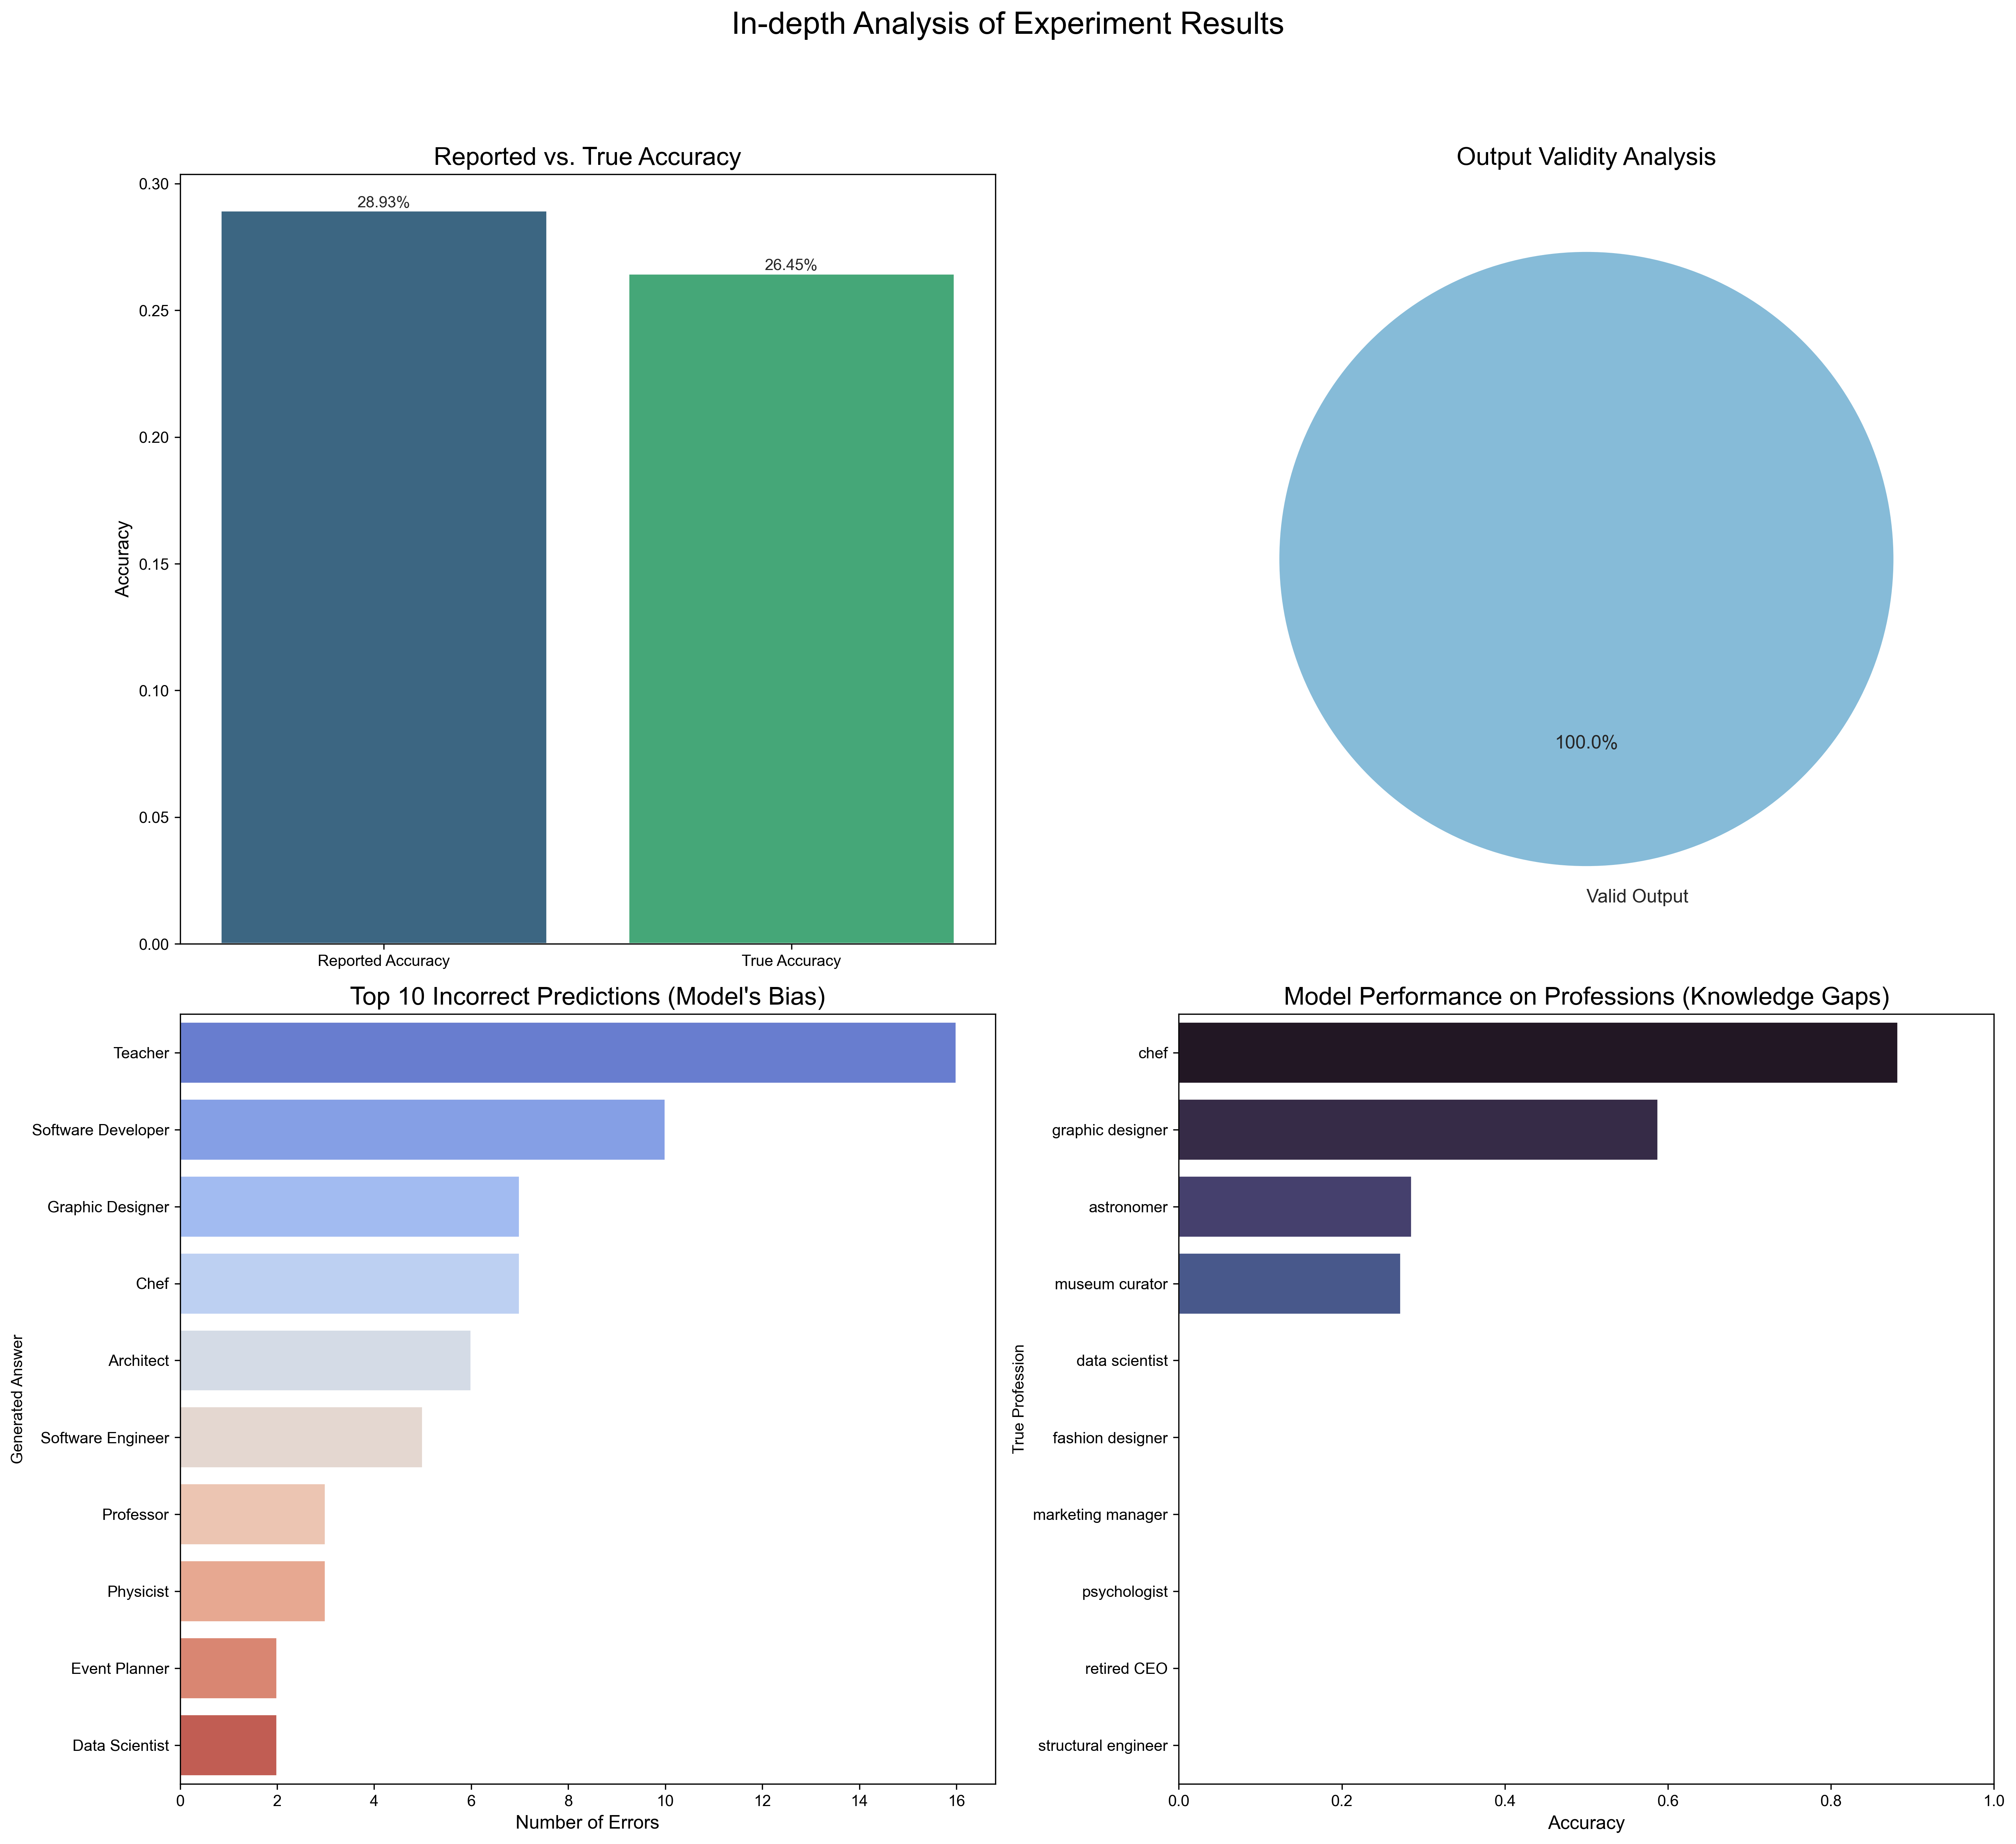 In-depth Analysis of Experiment Results
Reported vs. True Accuracy
0.30
0.25
0.20
0.15
0.10
0.05
0.00
Accuracy
28.93%
26.45%
Reported Accuracy
True Accuracy
Output Validity Analysis
100.0%
Valid Output
Top 10 Incorrect Predictions (Model's Bias)
Generated Answer
Teacher
Software Developer
Graphic Designer
Chef
Architect
Software Engineer
Professor
Physicist
Event Planner
Data Scientist
0 2 4 6 8 10 12 14 16
Number of Errors
Model Performance on Professions (Knowledge Gaps)
True Profession
chef
graphic designer
astronomer
museum curator
data scientist
fashion designer
marketing manager
psychologist
retired CEO
structural engineer
0.0 0.2 0.4 0.6 0.8 1.0
Accuracy